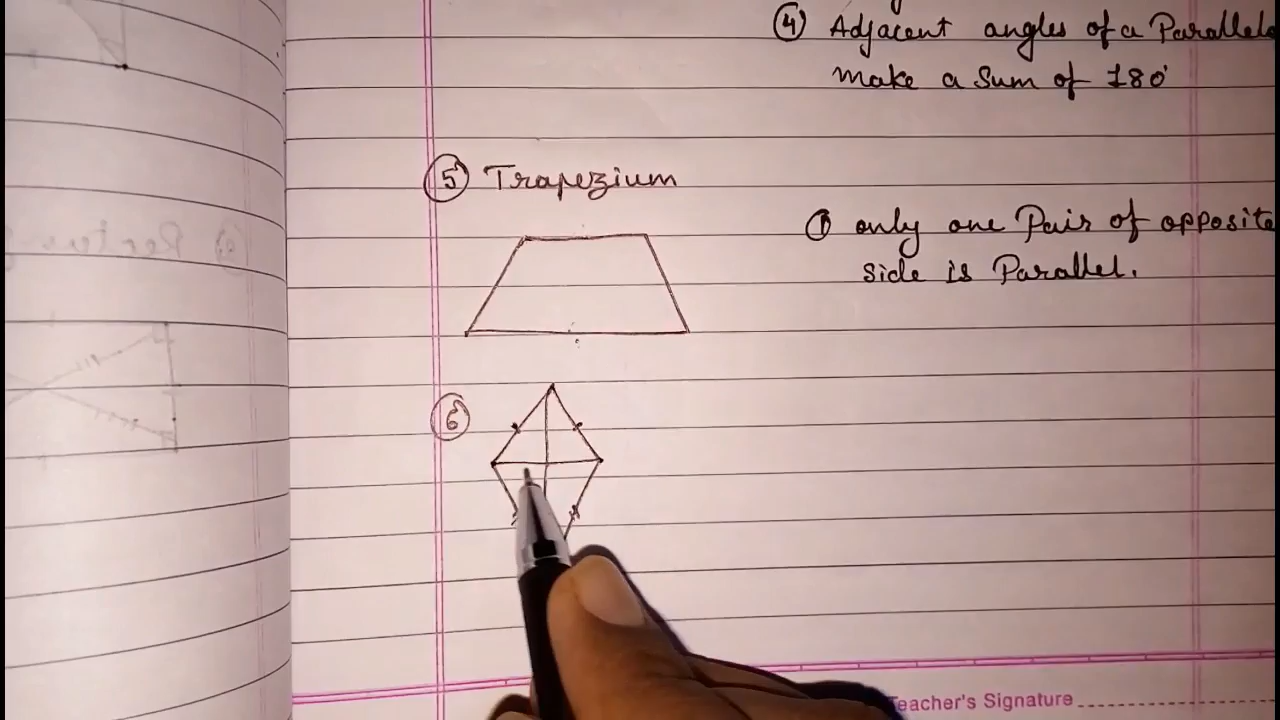 ④ Adjacent angles of a Parallelo
make a sum of 180°
⑤ Trapezium
① only one Pair of opposite
side is Parallel.
⑥
Teacher's Signature